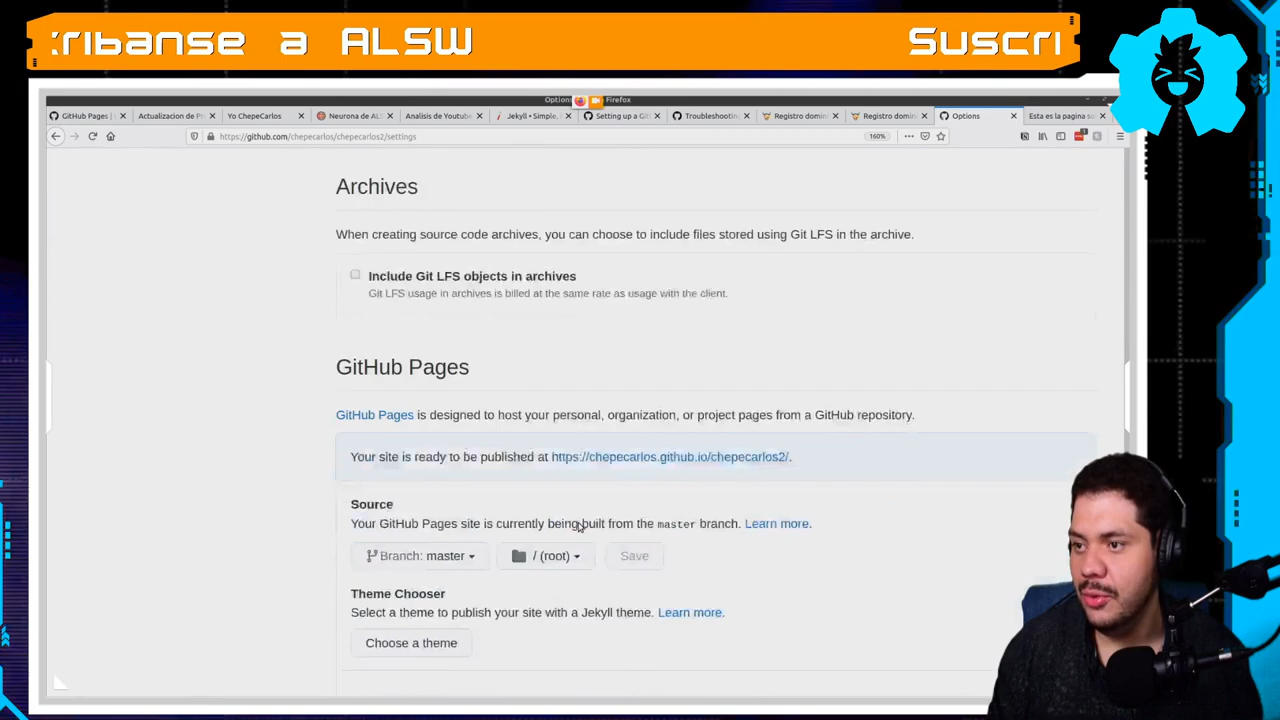 :ribanse a ALSW
Suscri
Options
Firefox
GitHub Pages |
Actualizacion de Pr
Yo ChepeCarlos
Neurona de AL
Analisis de Youtube
Jekyll • Simple,
Setting up a Git
Troubleshooting
Registro domin
Registro domin
Options
Esta es la pagina so
https://github.com/chepecarlos/chepecarlos2/settings
160%
Archives
When creating source code archives, you can choose to include files stored using Git LFS in the archive.
Include Git LFS objects in archives
Git LFS usage in archives is billed at the same rate as usage with the client.
GitHub Pages
GitHub Pages is designed to host your personal, organization, or project pages from a GitHub repository.
Your site is ready to be published at https://chepecarlos.github.io/chepecarlos2/.
Source
Your GitHub Pages site is currently being built from the master branch. Learn more.
Branch: master
/ (root)
Save
Theme Chooser
Select a theme to publish your site with a Jekyll theme. Learn more.
Choose a theme